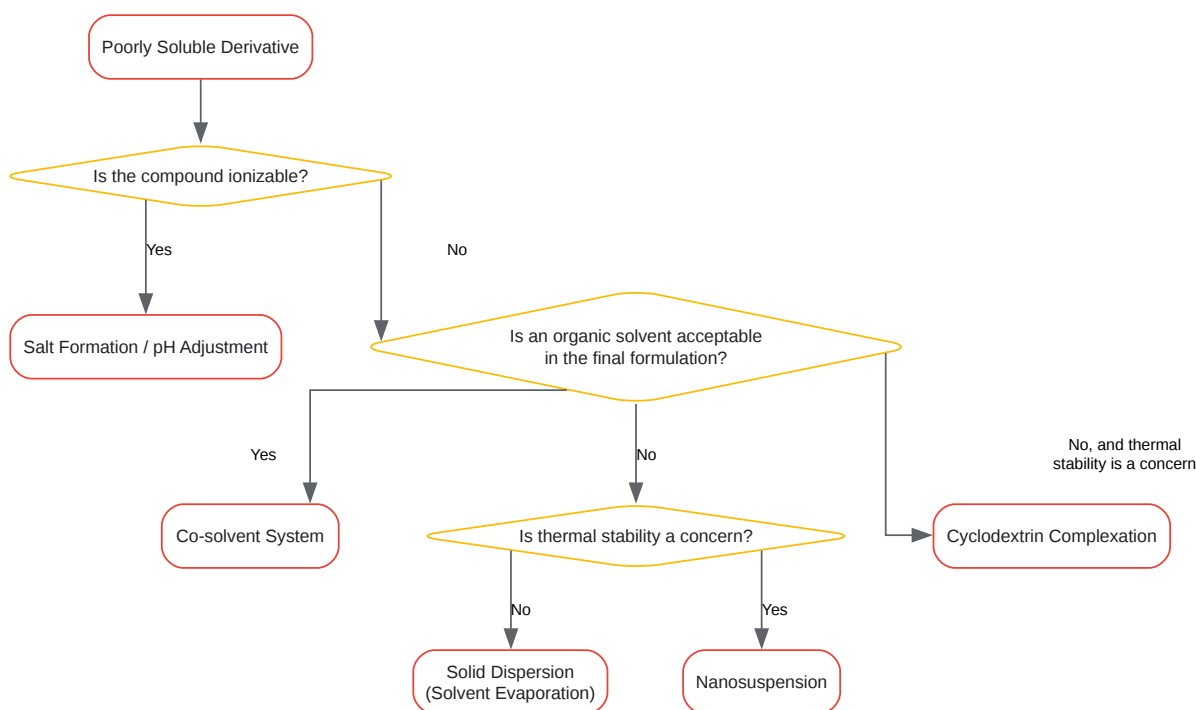 Poorly Soluble Derivative
Is the compound ionizable?
Yes
No
Salt Formation / pH Adjustment
Is an organic solvent acceptable
in the final formulation?
Yes
No
No, and thermal
stability is a concern
Co-solvent System
Is thermal stability a concern?
Cyclodextrin Complexation
No
Yes
Solid Dispersion
(Solvent Evaporation)
Nanosuspension